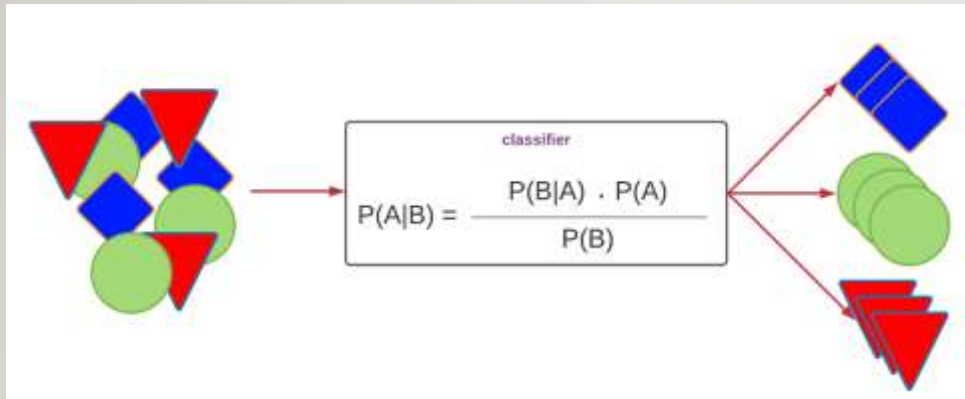 classifier
P(A|B) = P(B|A) . P(A)
P(B)